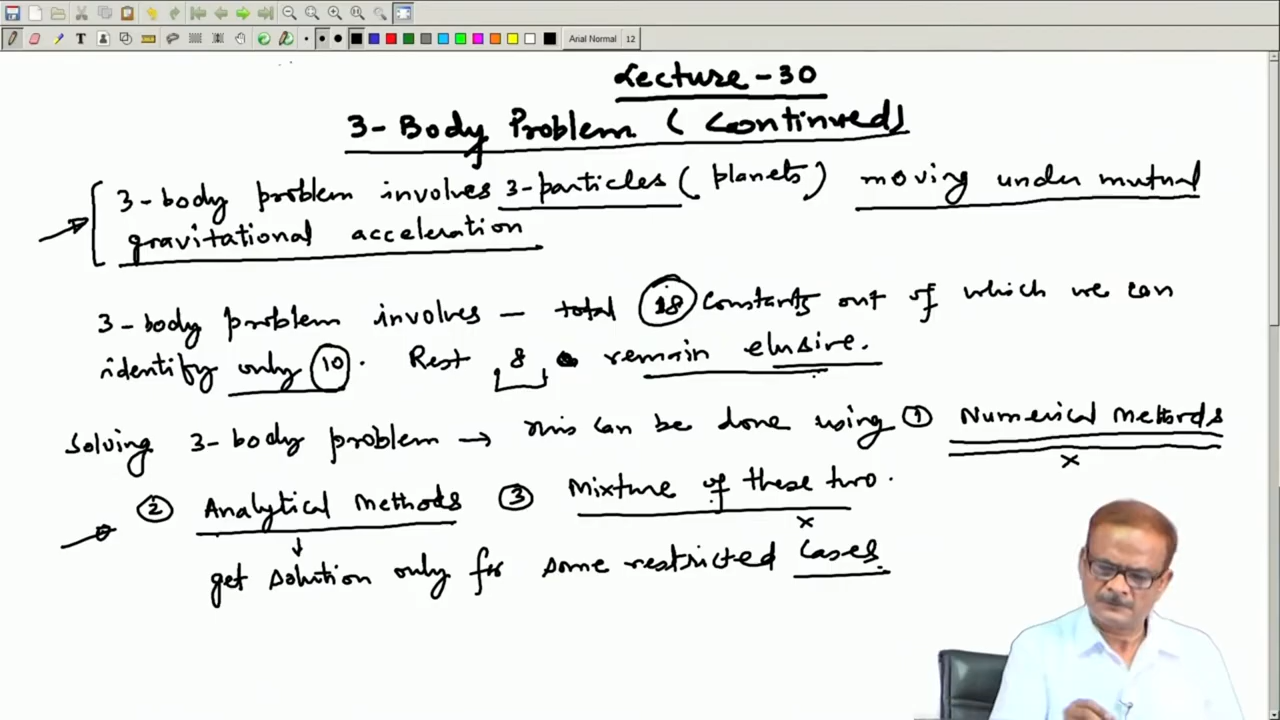 Arial Normal 12
Lecture-30
3-Body Problem (Continued)
3-body problem involves 3-particles (planets) moving under mutual
gravitational acceleration
3-body problem involves - total 18 Constants out of which we can
identify only 10. Rest 8 remain elusive.
Solving 3-body problem → This can be done using ① Numerical Methods
x
② Analytical Methods ③ Mixture of these two.
x
↓
get solution only for some restricted cases.